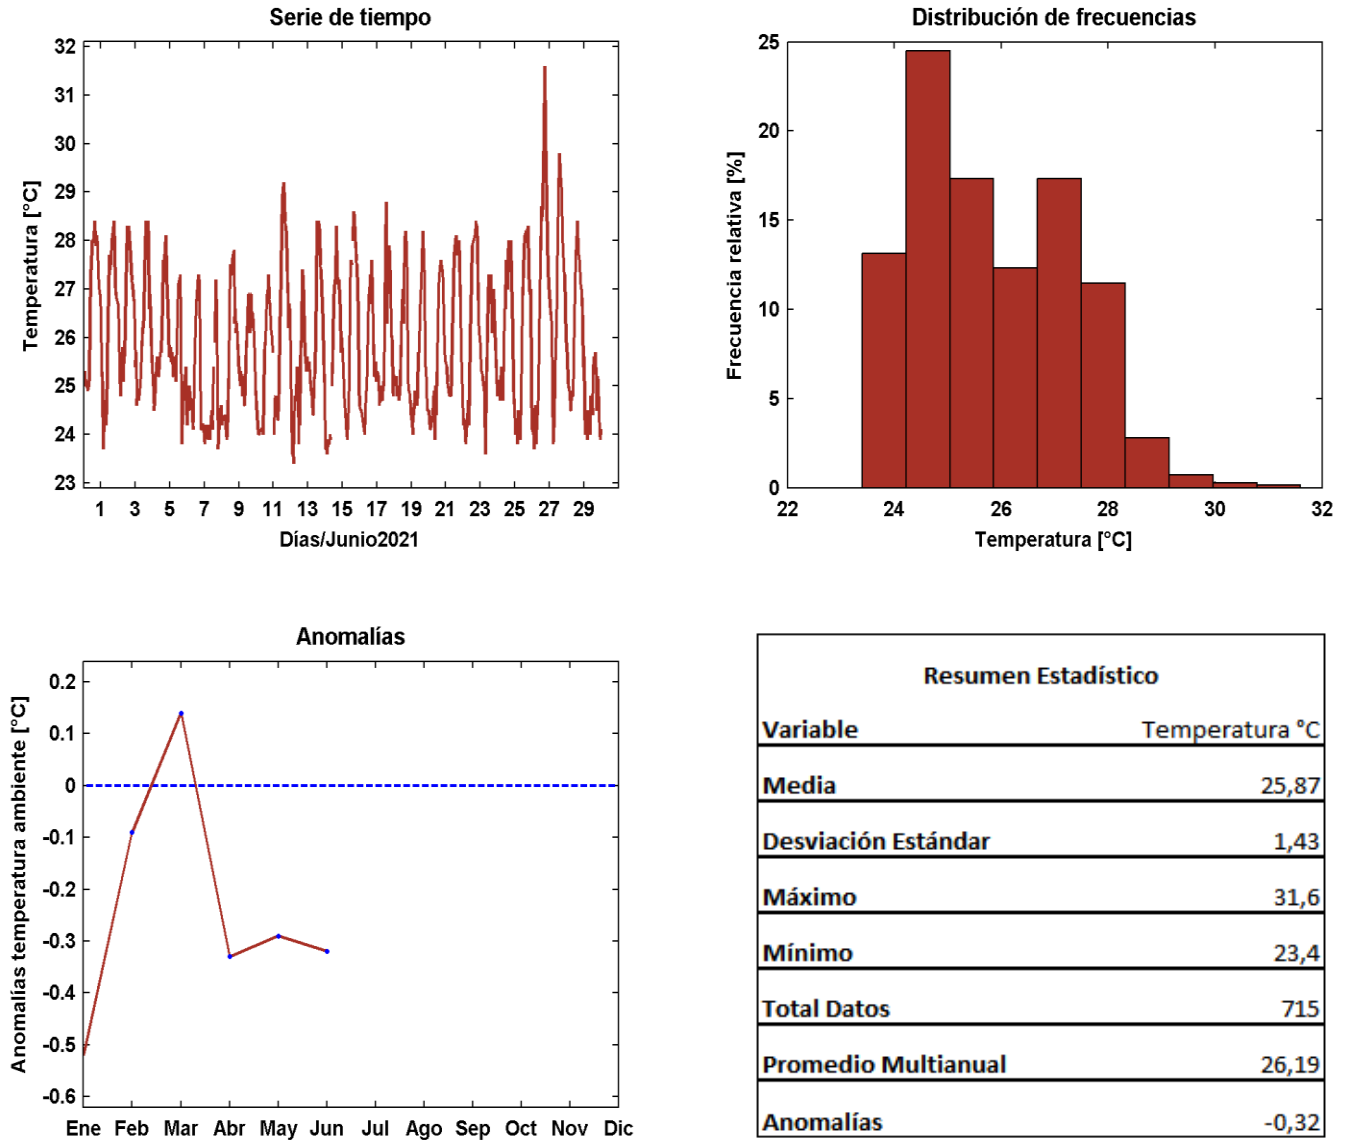 Serie de tiempo
32
31
30
29
28
27
26
25
24
23
Temperatura [°C]
1 3 5 7 9 11 13 15 17 19 21 23 25 27 29
Días/Junio2021
Distribución de frecuencias
25
20
15
10
5
0
Frecuencia relativa [%]
22 24 26 28 30 32
Temperatura [°C]
Anomalías
0.2
0.1
0
-0.1
-0.2
-0.3
-0.4
-0.5
-0.6
Anomalías temperatura ambiente [°C]
Ene Feb Mar Abr May Jun Jul Ago Sep Oct Nov Dic
Resumen Estadístico
Variable Temperatura °C
Media 25,87
Desviación Estándar 1,43
Máximo 31,6
Mínimo 23,4
Total Datos 715
Promedio Multianual 26,19
Anomalías -0,32